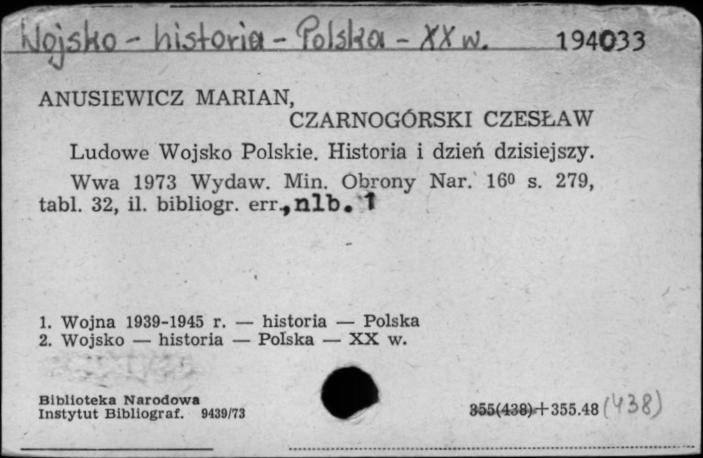 Wojsko - historia - Polska - XX w. 194033
ANUSIEWICZ MARIAN,
CZARNOGÓRSKI CZESŁAW
Ludowe Wojsko Polskie. Historia i dzień dzisiejszy.
Wwa 1973 Wydaw. Min. Obrony Nar. 16⁰ s. 279,
tabl. 32, il. bibliogr. err., nlb. 1
1. Wojna 1939-1945 r. — historia — Polska
2. Wojsko — historia — Polska — XX w.
Biblioteka Narodowa
Instytut Bibliograf. 9439/73
355(438)+355.48 (438)